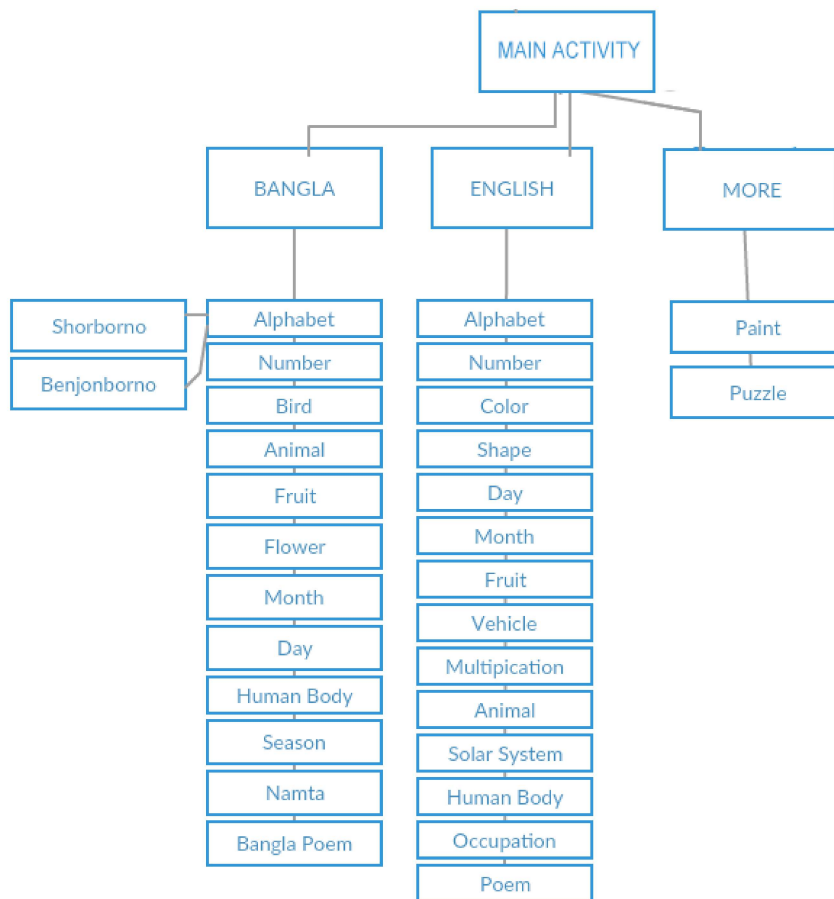 MAIN ACTIVITY
BANGLA
ENGLISH
MORE
Shorborno
Benjonborno
Alphabet
Number
Bird
Animal
Fruit
Flower
Month
Day
Human Body
Season
Namta
Bangla Poem
Alphabet
Number
Color
Shape
Day
Month
Fruit
Vehicle
Multipication
Animal
Solar System
Human Body
Occupation
Poem
Paint
Puzzle